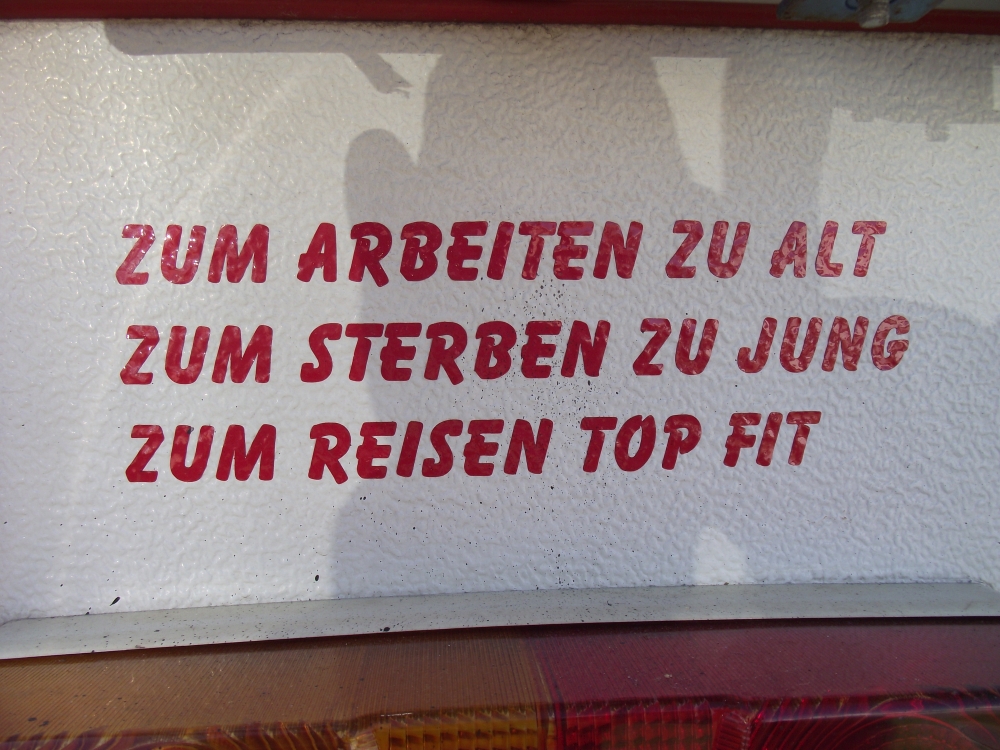 ZUM ARBEITEN ZU ALT
ZUM STERBEN ZU JUNG
ZUM REISEN TOP FIT